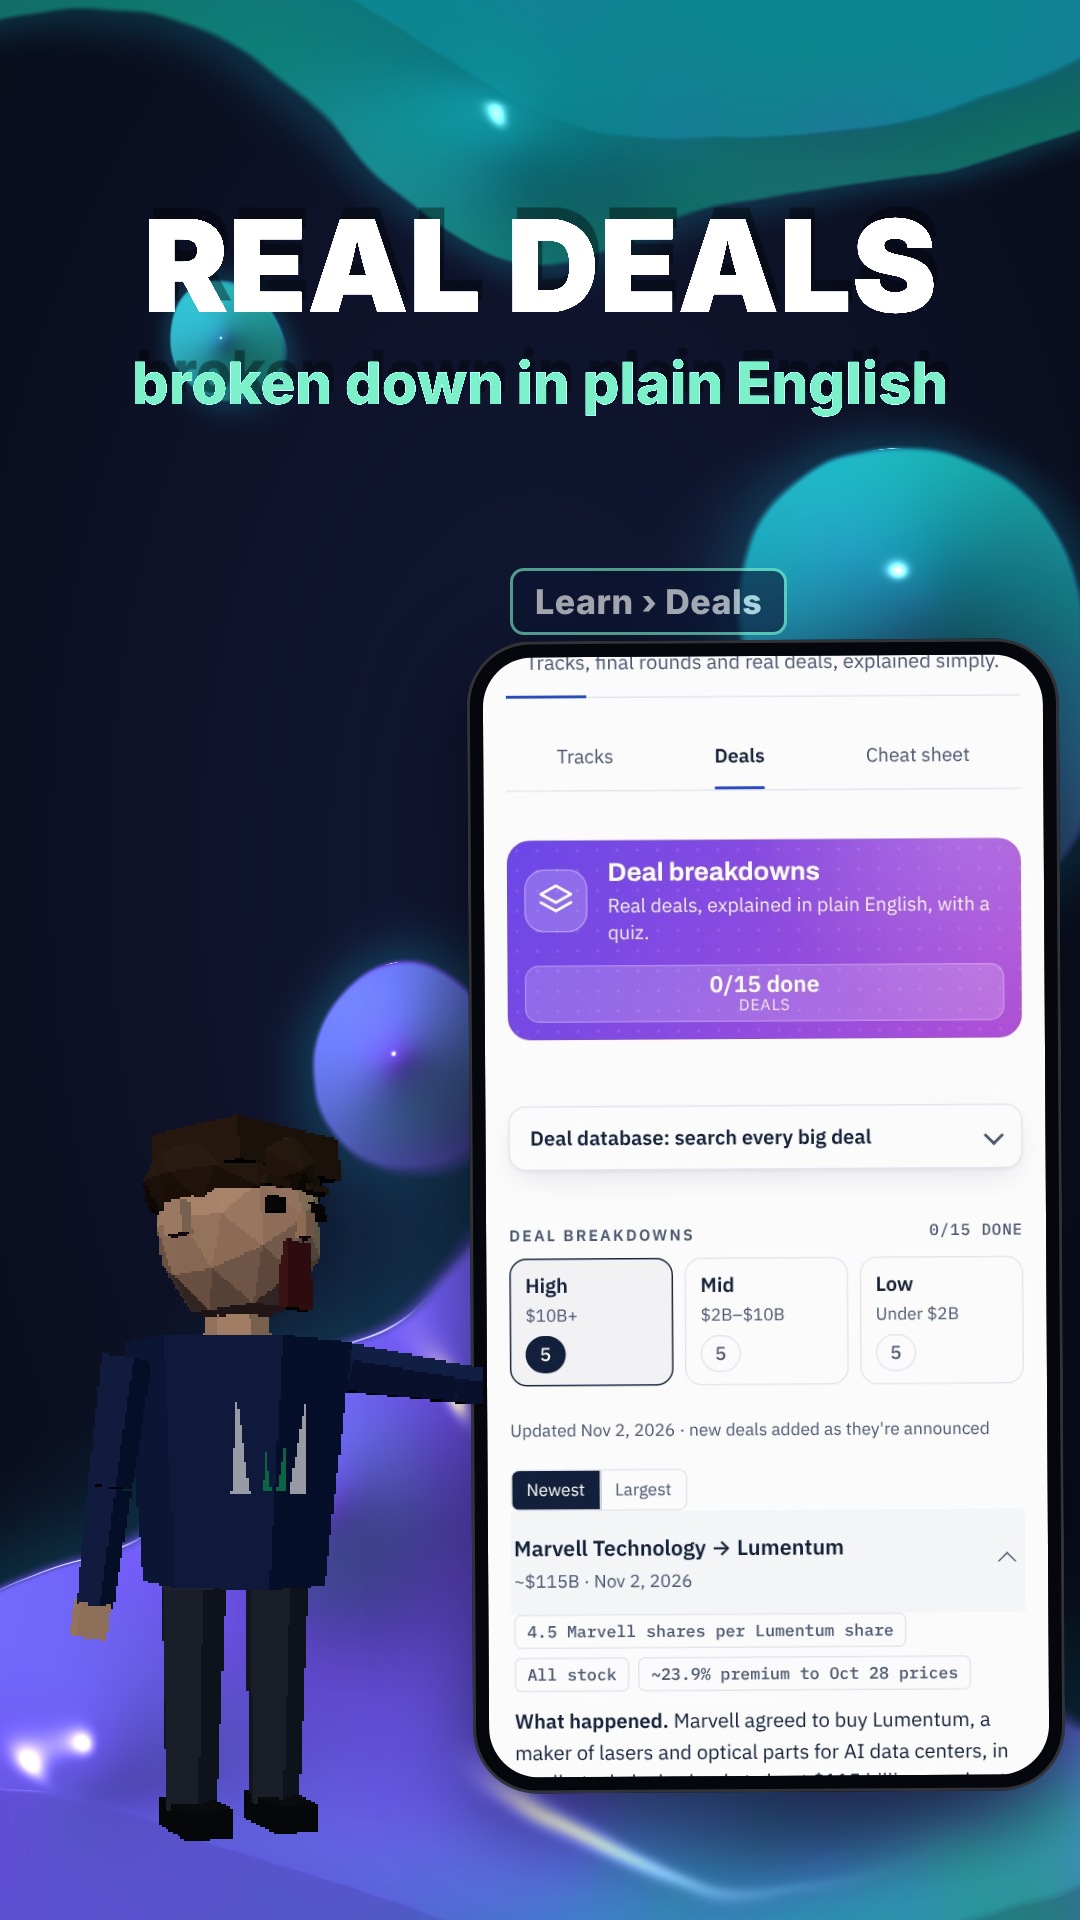 REAL DEALS
broken down in plain English
Learn › Deals
Tracks, final rounds and real deals, explained simply.
Tracks Deals Cheat sheet
Deal breakdowns
Real deals, explained in plain English, with a
quiz.
0/15 done
DEALS
Deal database: search every big deal
DEAL BREAKDOWNS 0/15 DONE
High Mid Low
$10B+ $2B–$10B Under $2B
5 5 5
Updated Nov 2, 2026 · new deals added as they're announced
Newest Largest
Marvell Technology → Lumentum
~$115B · Nov 2, 2026
4.5 Marvell shares per Lumentum share
All stock ~23.9% premium to Oct 28 prices
What happened. Marvell agreed to buy Lumentum, a
maker of lasers and optical parts for AI data centers, in